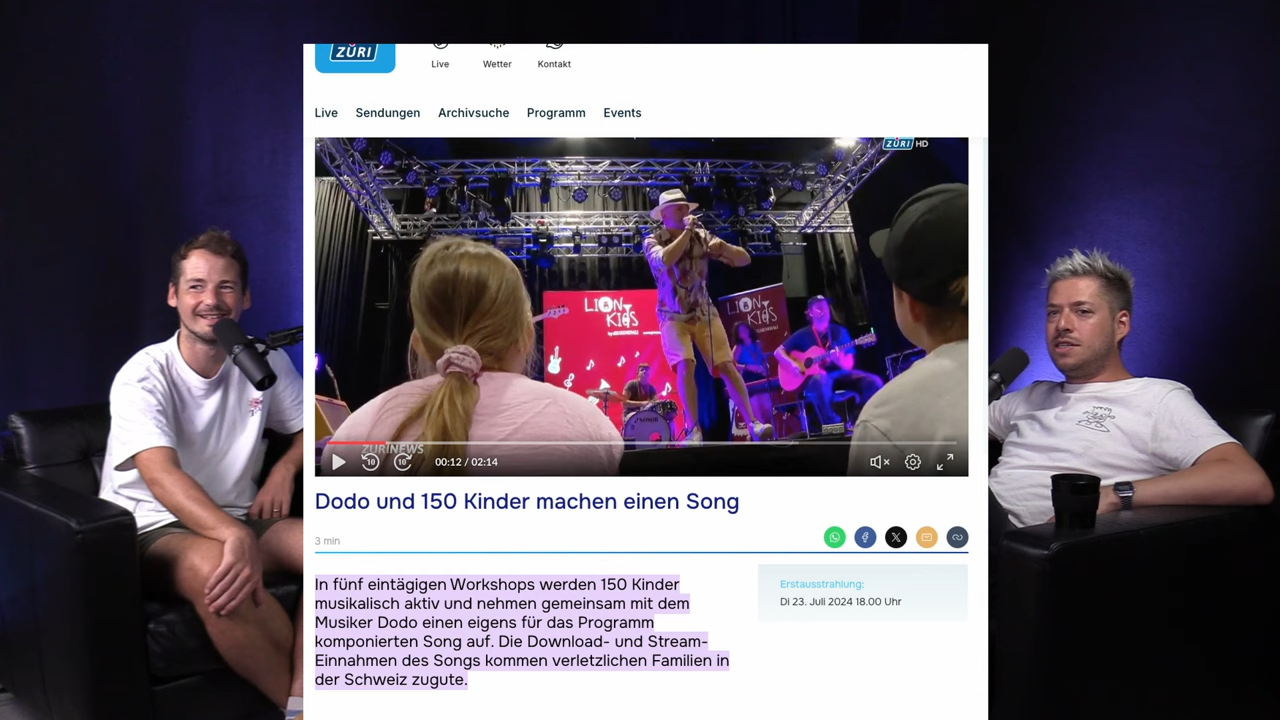 ZÜRI
Live
Wetter
Kontakt
Live
Sendungen
Archivsuche
Programm
Events
ZÜRI HD
LION
KIDS
LION
KIDS
ZÜRINEWS
10
10
00:12 / 02:14
Dodo und 150 Kinder machen einen Song
3 min
In fünf eintägigen Workshops werden 150 Kinder
musikalisch aktiv und nehmen gemeinsam mit dem
Musiker Dodo einen eigens für das Programm
komponierten Song auf. Die Download- und Stream-
Einnahmen des Songs kommen verletzlichen Familien in
der Schweiz zugute.
Erstausstrahlung:
Di 23. Juli 2024 18.00 Uhr